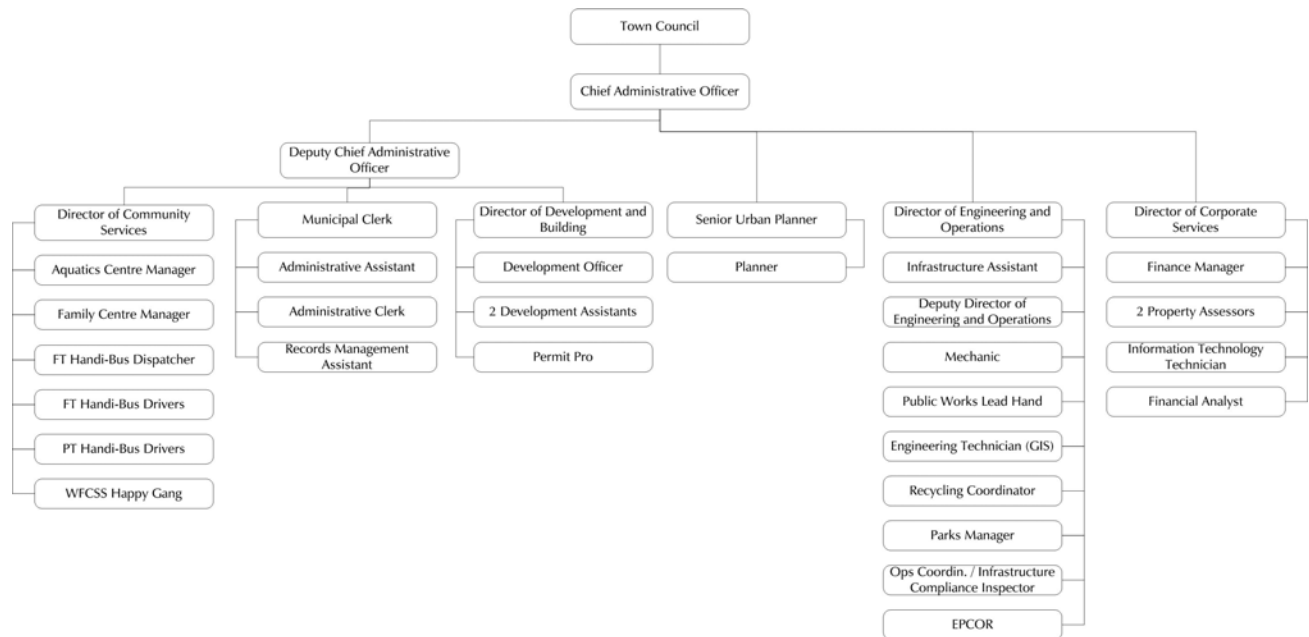 Town Council
Chief Administrative Officer
Deputy Chief Administrative
Officer
Director of Community
Services
Aquatics Centre Manager
Family Centre Manager
FT Handi-Bus Dispatcher
FT Handi-Bus Drivers
PT Handi-Bus Drivers
WFCSS Happy Gang
Municipal Clerk
Administrative Assistant
Administrative Clerk
Records Management
Assistant
Director of Development and
Building
Development Officer
2 Development Assistants
Permit Pro
Senior Urban Planner
Planner
Director of Engineering and
Operations
Infrastructure Assistant
Deputy Director of
Engineering and Operations
Mechanic
Public Works Lead Hand
Engineering Technician (GIS)
Recycling Coordinator
Parks Manager
Ops Coordin. / Infrastructure
Compliance Inspector
EPCOR
Director of Corporate
Services
Finance Manager
2 Property Assessors
Information Technology
Technician
Financial Analyst